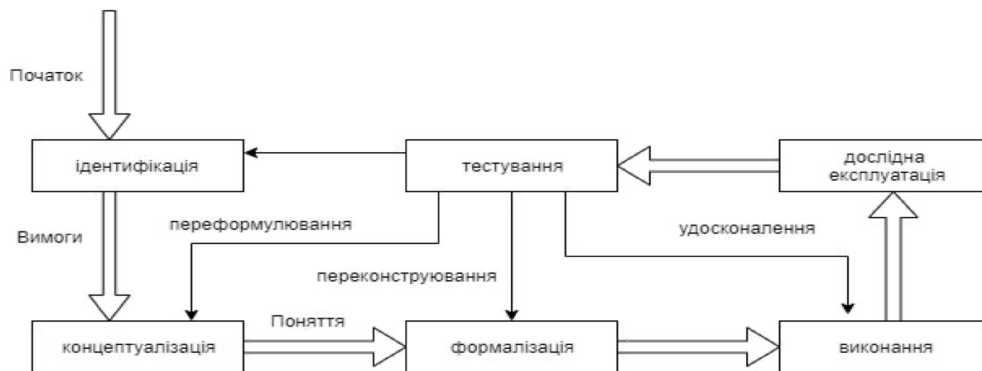 Початок
ідентифікація
тестування
дослідна
експлуатація
Вимоги
переформулювання
удосконалення
переконструювання
Поняття
концептуалізація
формалізація
виконання